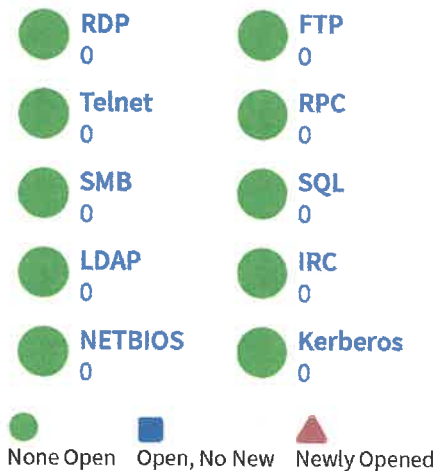 RDP
0
FTP
0
Telnet
0
RPC
0
SMB
0
SQL
0
LDAP
0
IRC
0
NETBIOS
0
Kerberos
0
None Open
Open, No New
Newly Opened